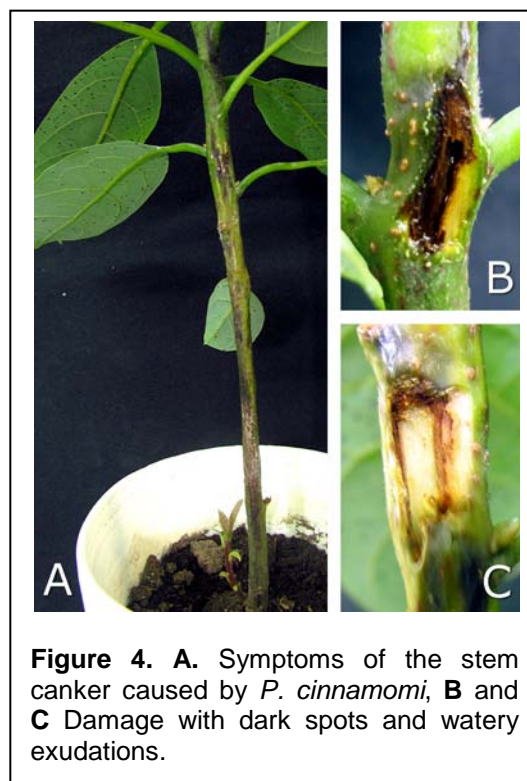 B
A
C
Figure 4. A. Symptoms of the stem
canker caused by P. cinnamomi, B and
C Damage with dark spots and watery
exudations.